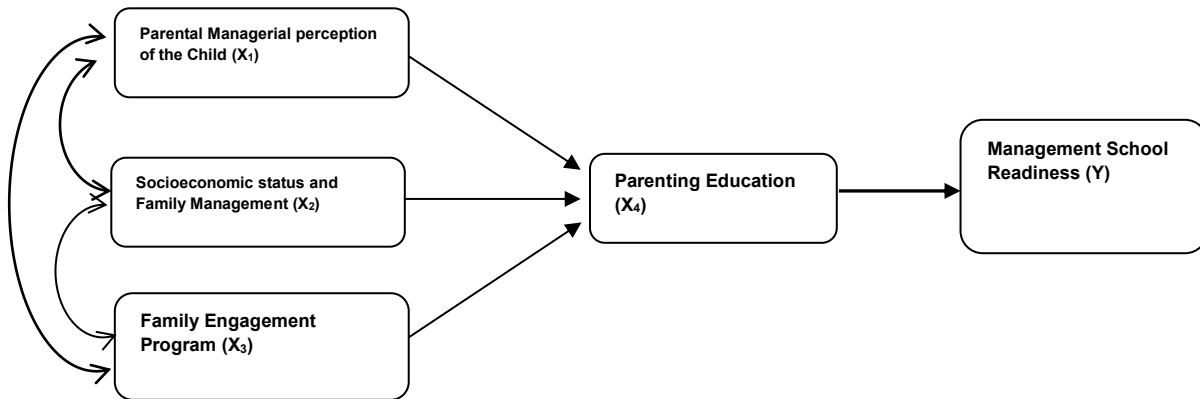 Parental Managerial perception
of the Child (X₁)
Socioeconomic status and
Family Management (X₂)
Family Engagement
Program (X₃)
Parenting Education
(X₄)
Management School
Readiness (Y)